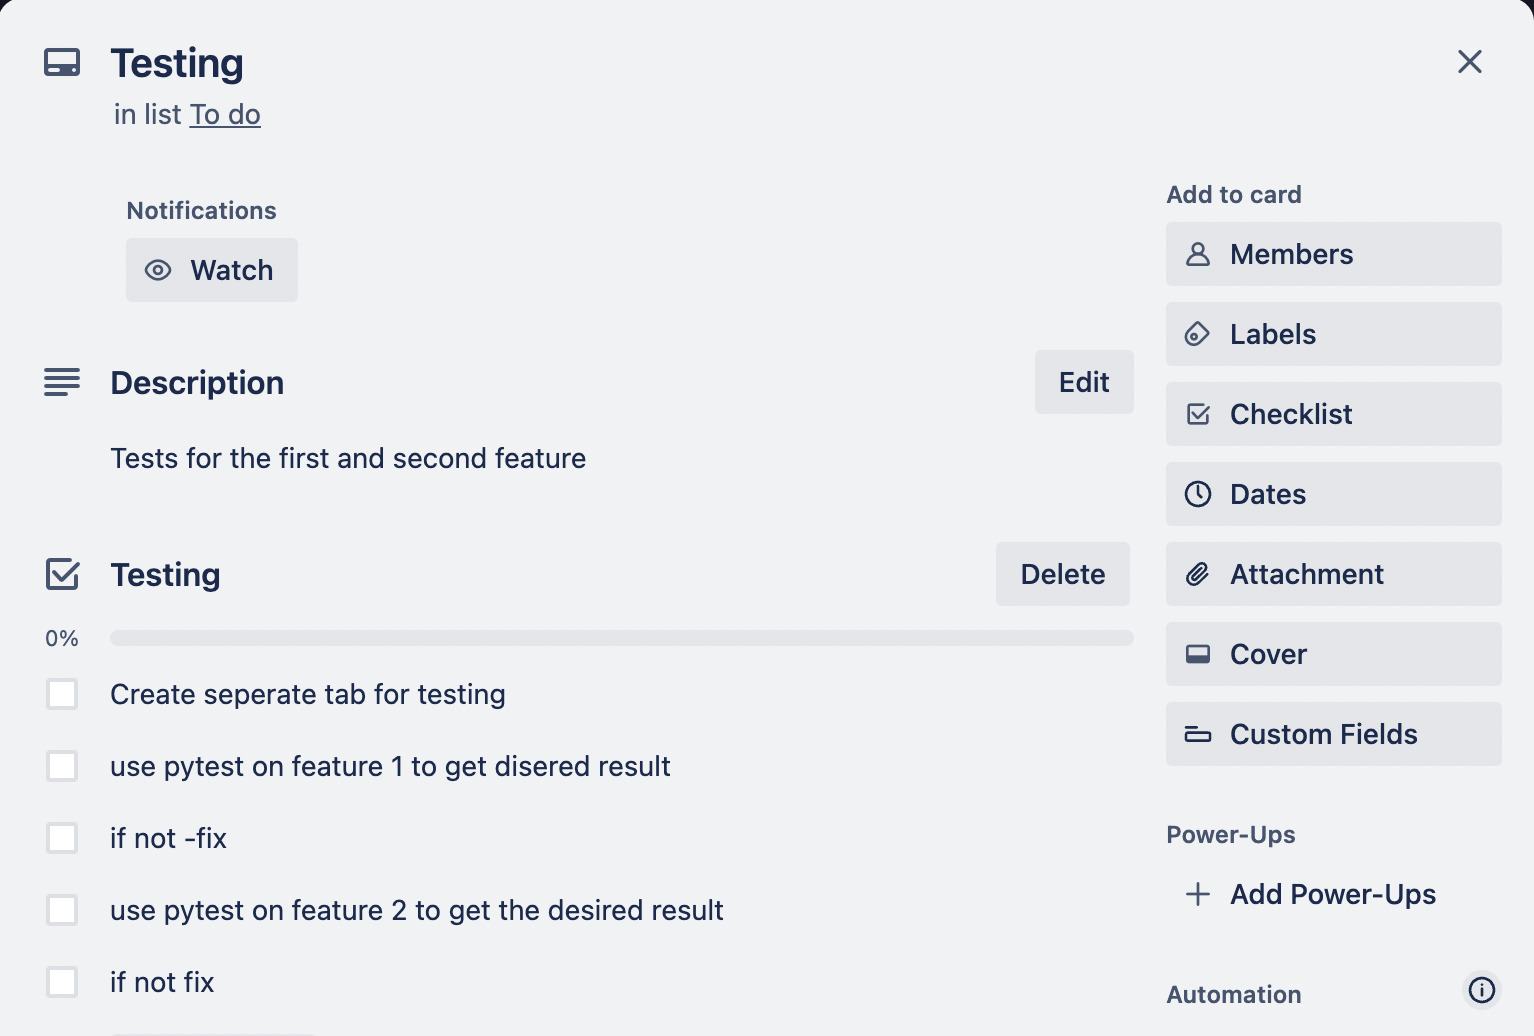 Testing
in list To do
Notifications
Watch
Description
Edit
Tests for the first and second feature
Testing
Delete
0%
Create seperate tab for testing
use pytest on feature 1 to get disered result
if not -fix
use pytest on feature 2 to get the desired result
if not fix
Add to card
Members
Labels
Checklist
Dates
Attachment
Cover
Custom Fields
Power-Ups
Add Power-Ups
Automation